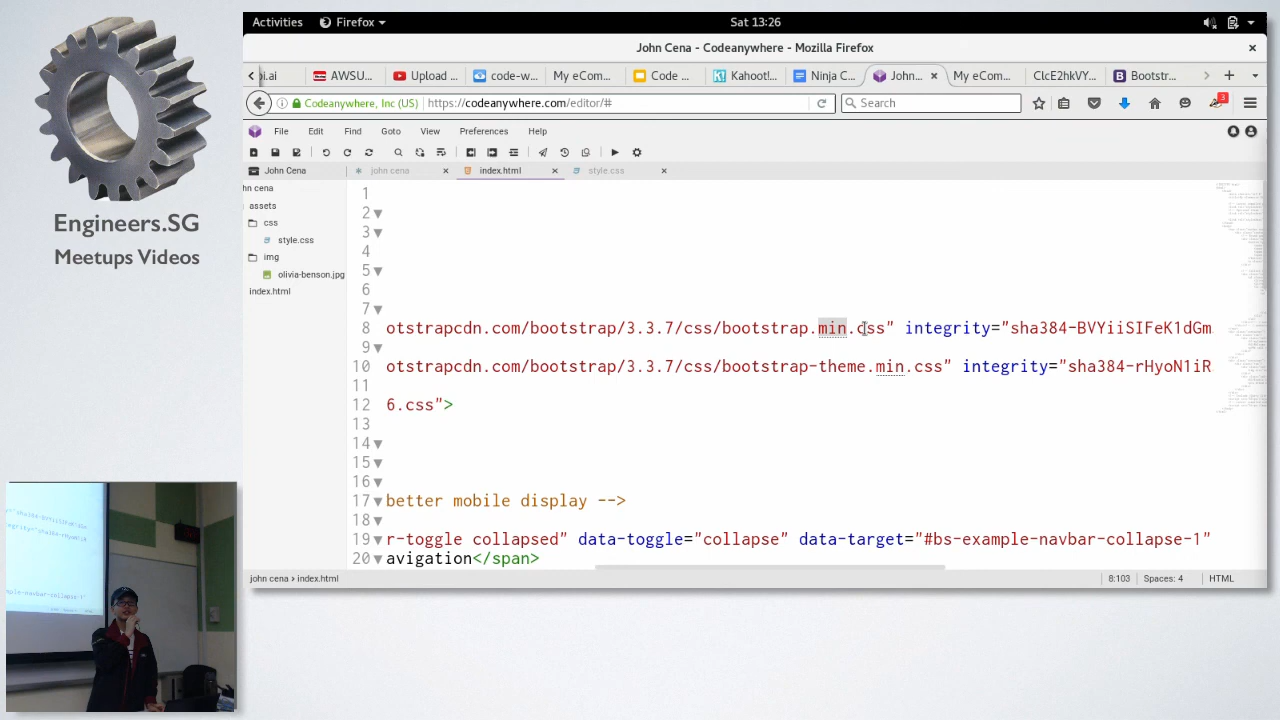 Activities
Firefox
Sat 13:26
John Cena - Codeanywhere - Mozilla Firefox
AWSU...
Upload ...
code-w...
My eCom...
Code ...
Kahoot!...
Ninja C...
John...
My eCom...
ClcE2hkVY...
Bootstr...
Codeanywhere, Inc (US)
https://codeanywhere.com/editor/#
Search
3
File Edit Find Goto View Preferences Help
John Cena
john cena
index.html
style.css
hn cena
assets
css
style.css
img
olivia-benson.jpg
index.html
1
2
3
4
5
6
7
8 otstrapcdn.com/bootstrap/3.3.7/css/bootstrap.min.css" integrity="sha384-BVYiiSIFeK1dGm
9
10 otstrapcdn.com/bootstrap/3.3.7/css/bootstrap-theme.min.css" integrity="sha384-rHyoN1iR
11
12 6.css">
13
14
15
16
17 better mobile display -->
18
19 r-toggle collapsed" data-toggle="collapse" data-target="#bs-example-navbar-collapse-1"
20 avigation</span>
john cena › index.html
8:103
Spaces: 4
HTML
Engineers.SG
Meetups Videos